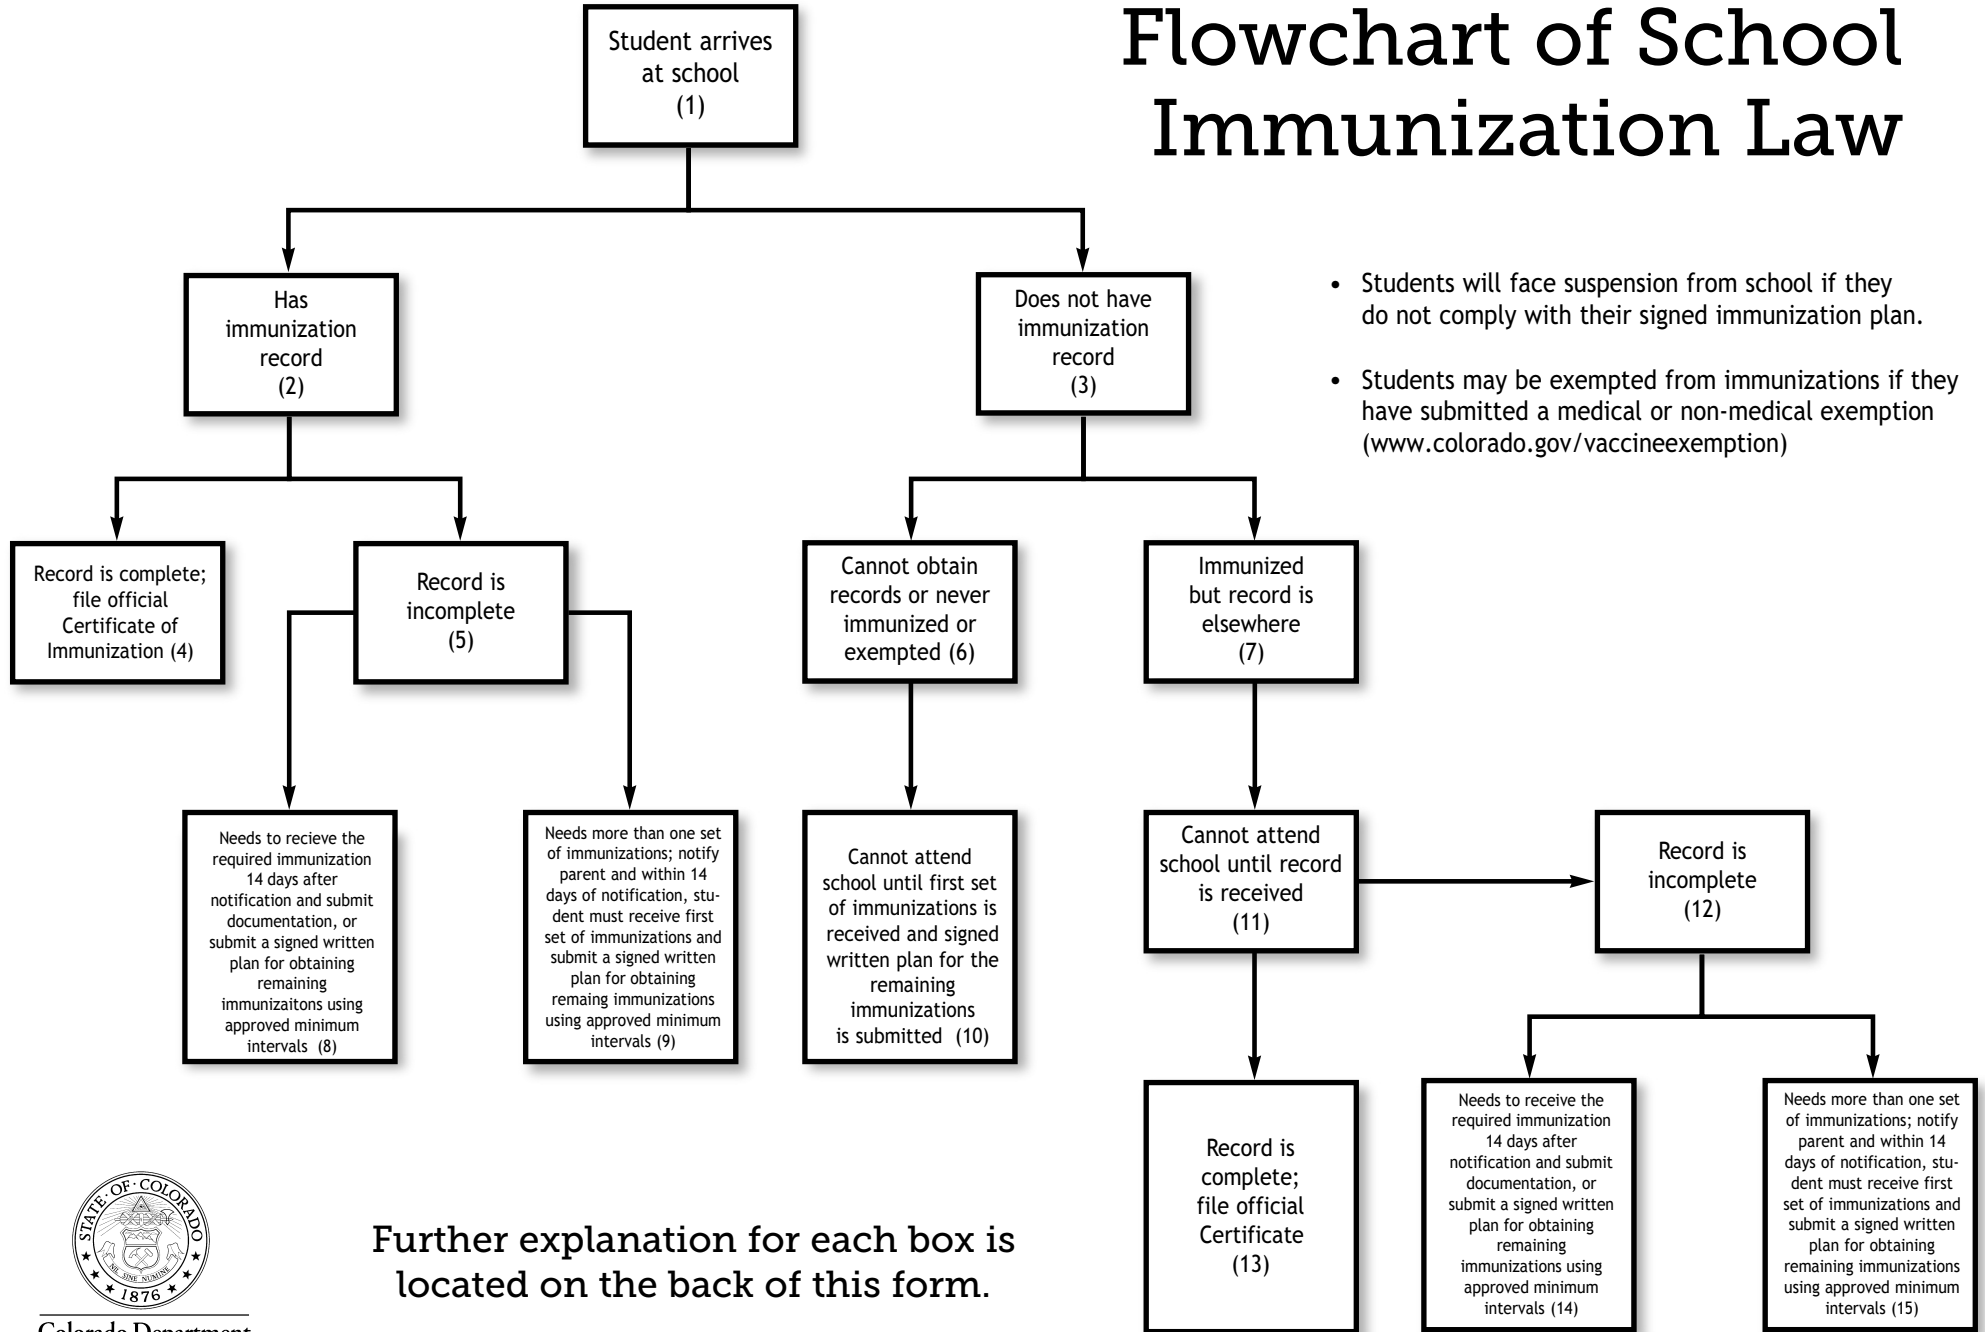 Flowchart of School
Immunization Law
Student arrives
at school
(1)
Has
immunization
record
(2)
Does not have
immunization
record
(3)
• Students will face suspension from school if they
do not comply with their signed immunization plan.
• Students may be exempted from immunizations if they
have submitted a medical or non-medical exemption
(www.colorado.gov/vaccineexemption)
Record is complete;
file official
Certificate of
Immunization (4)
Record is
incomplete
(5)
Cannot obtain
records or never
immunized or
exempted (6)
Immunized
but record is
elsewhere
(7)
Needs to recieve the
required immunization
14 days after
notification and submit
documentation, or
submit a signed written
plan for obtaining
remaining
immunizaitons using
approved minimum
intervals (8)
Needs more than one set
of immunizations; notify
parent and within 14
days of notification, stu-
dent must receive first
set of immunizations and
submit a signed written
plan for obtaining
remaing immunizations
using approved minimum
intervals (9)
Cannot attend
school until first set
of immunizations is
received and signed
written plan for the
remaining
immunizations
is submitted (10)
Cannot attend
school until record
is received
(11)
Record is
incomplete
(12)
Record is
complete;
file official
Certificate
(13)
Needs to receive the
required immunization
14 days after
notification and submit
documentation, or
submit a signed written
plan for obtaining
remaining
immunizations using
approved minimum
intervals (14)
Needs more than one set
of immunizations; notify
parent and within 14
days of notification, stu-
dent must receive first
set of immunizations and
submit a signed written
plan for obtaining
remaining immunizations
using approved minimum
intervals (15)
STATE·OF·COLORADO
NIL SINE NUMINE
1876
Colorado Department
Further explanation for each box is
located on the back of this form.